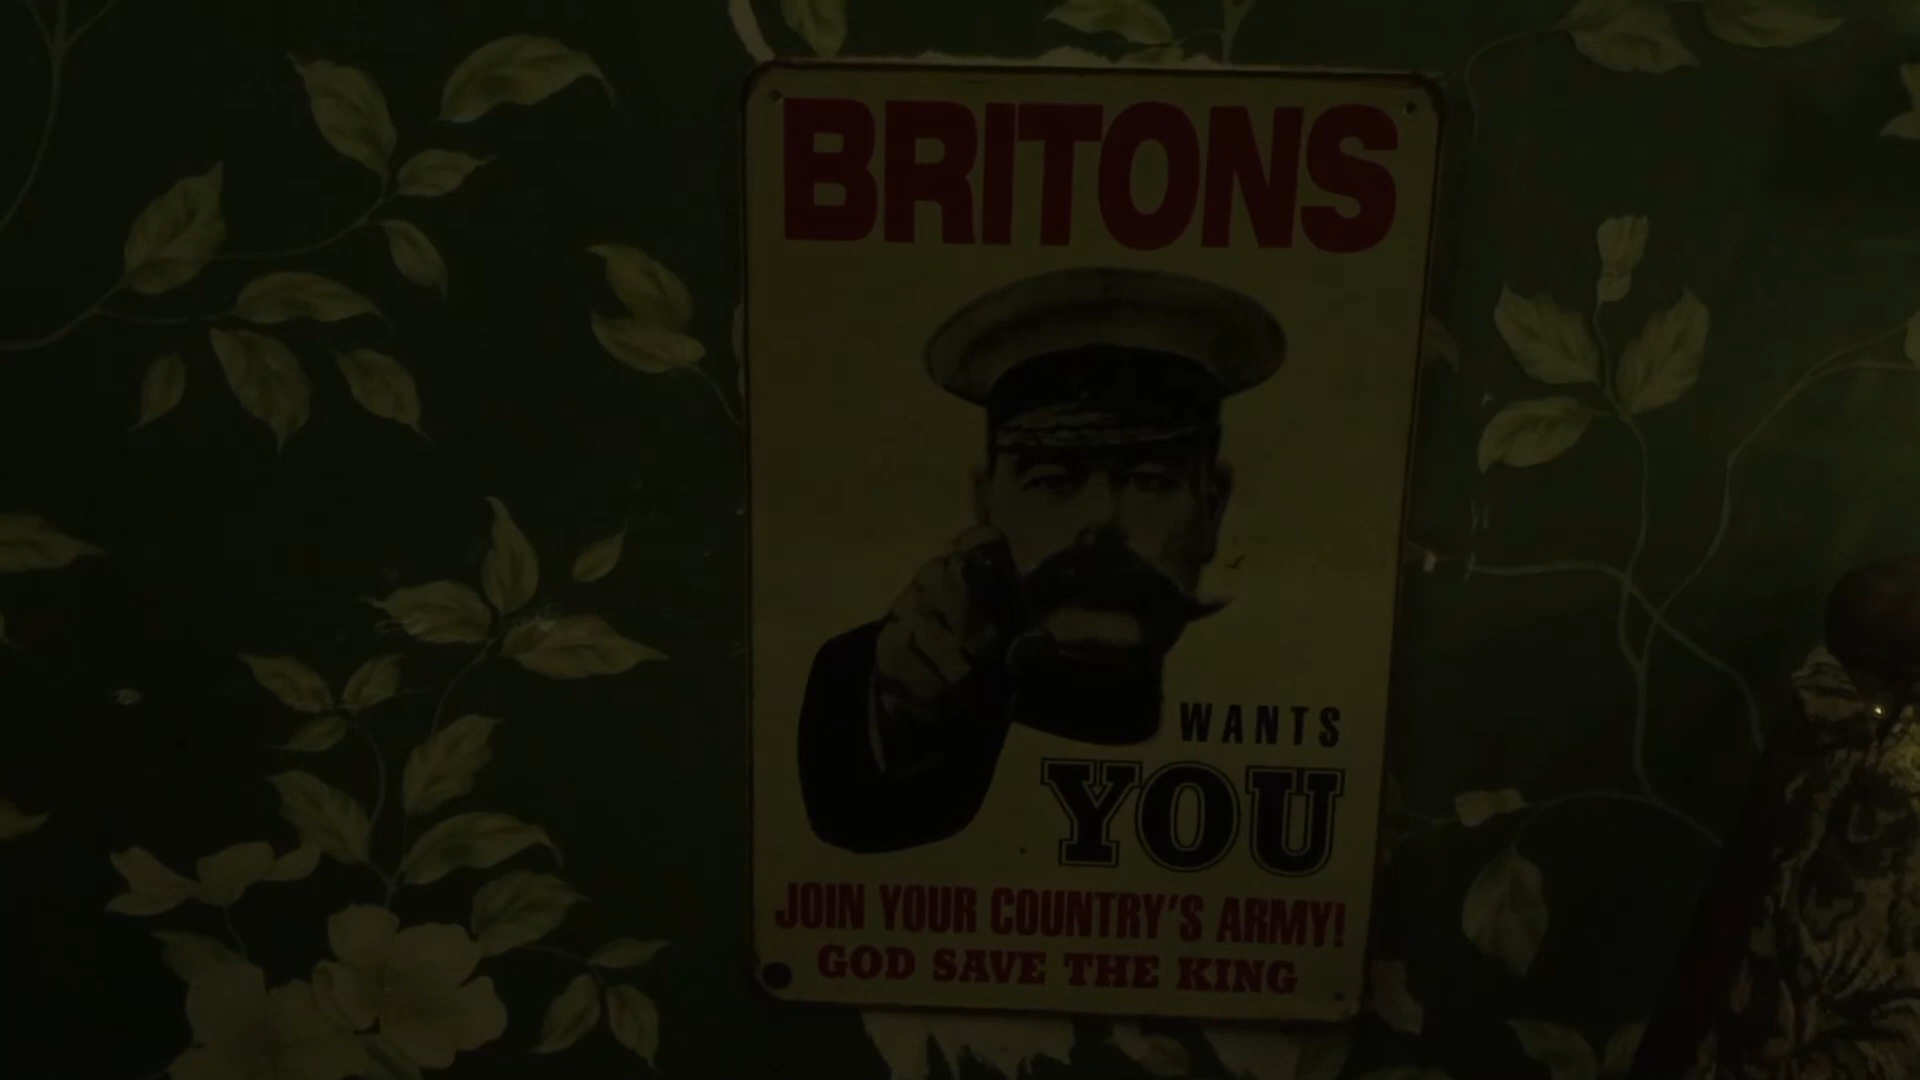 BRITONS
WANTS
YOU
JOIN YOUR COUNTRY'S ARMY!
GOD SAVE THE KING